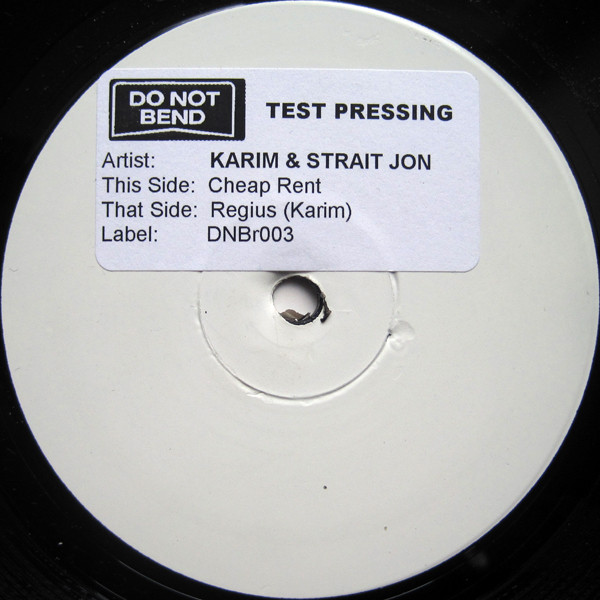 DO NOT
BEND
TEST PRESSING
Artist: KARIM & STRAIT JON
This Side: Cheap Rent
That Side: Regius (Karim)
Label: DNBr003